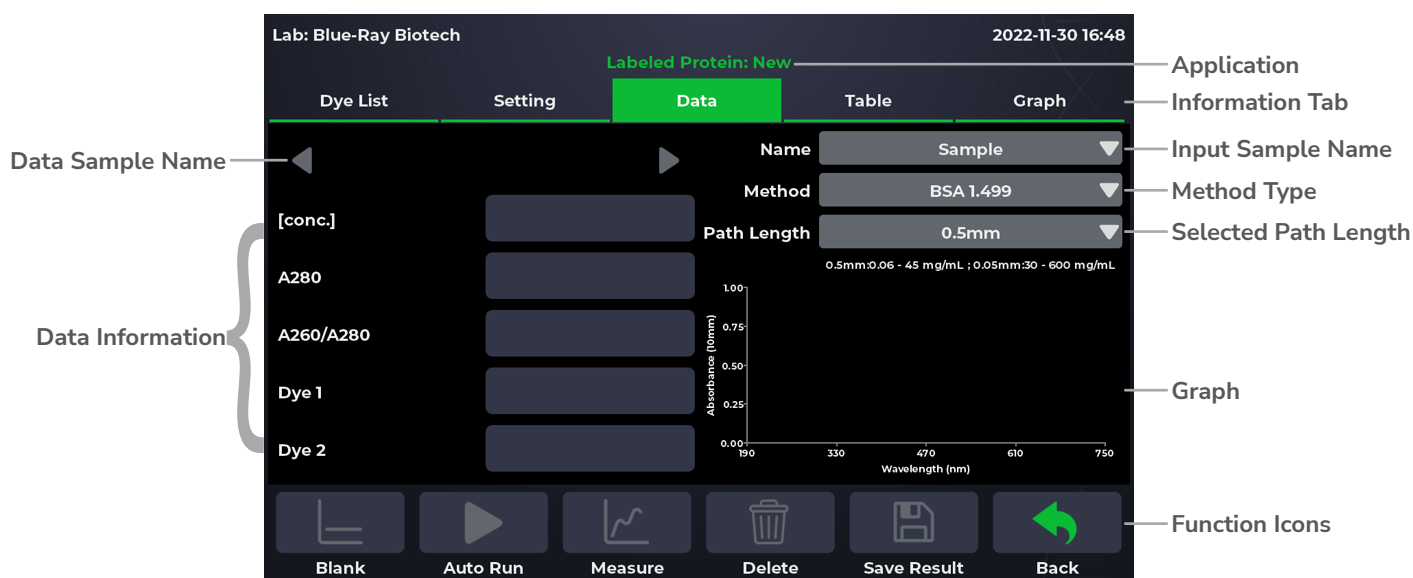 Lab: Blue-Ray Biotech
2022-11-30 16:48
Labeled Protein: New
Application
Dye List
Setting
Data
Table
Graph
Information Tab
Data Sample Name
Name
Sample
Input Sample Name
Method
BSA 1.499
Method Type
Path Length
0.5mm
Selected Path Length
0.5mm:0.06 - 45 mg/mL ; 0.05mm:30 - 600 mg/mL
Data Information
[conc.]
A280
A260/A280
Dye 1
Dye 2
Absorbance (10mm)
1.00
0.75
0.50
0.25
0.00
190
330
470
610
750
Wavelength (nm)
Graph
Function Icons
Blank
Auto Run
Measure
Delete
Save Result
Back